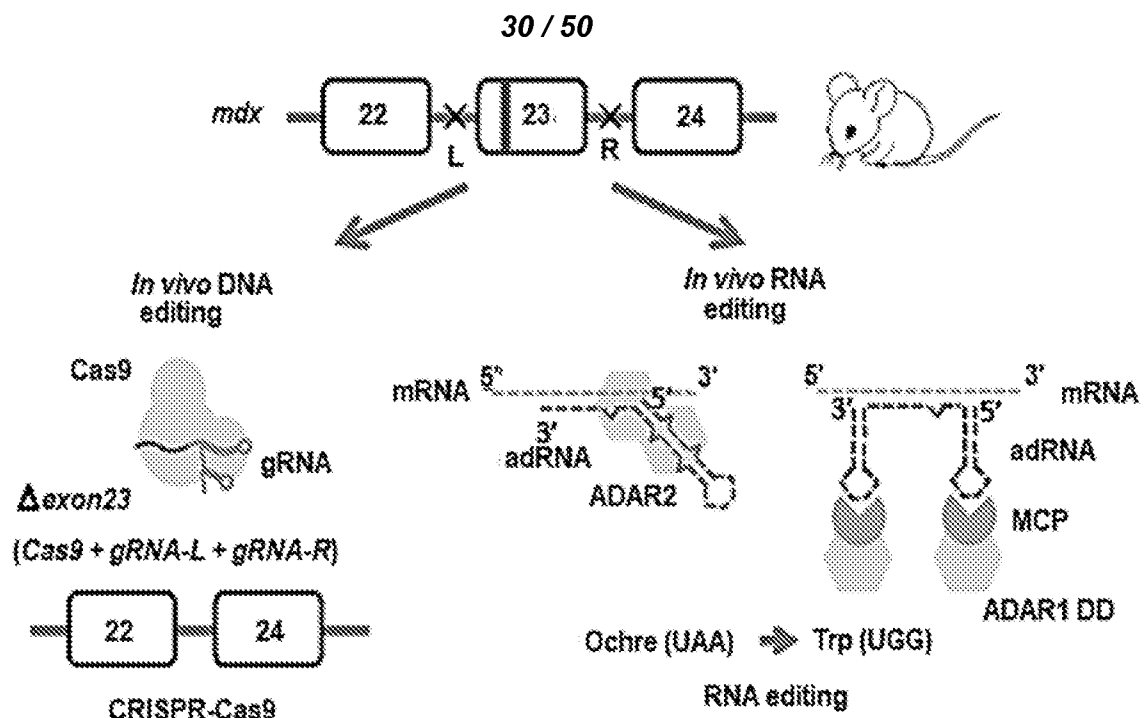 30 / 50
mdx
22
23
24
L
R
In vivo DNA
editing
In vivo RNA
editing
Cas9
gRNA
Δexon23
(Cas9 + gRNA-L + gRNA-R)
22
24
CRISPR-Cas9
mRNA
5'
3'
5'
3'
adRNA
ADAR2
5'
3'
mRNA
3'
5'
adRNA
MCP
ADAR1 DD
Ochre (UAA) Trp (UGG)
RNA editing